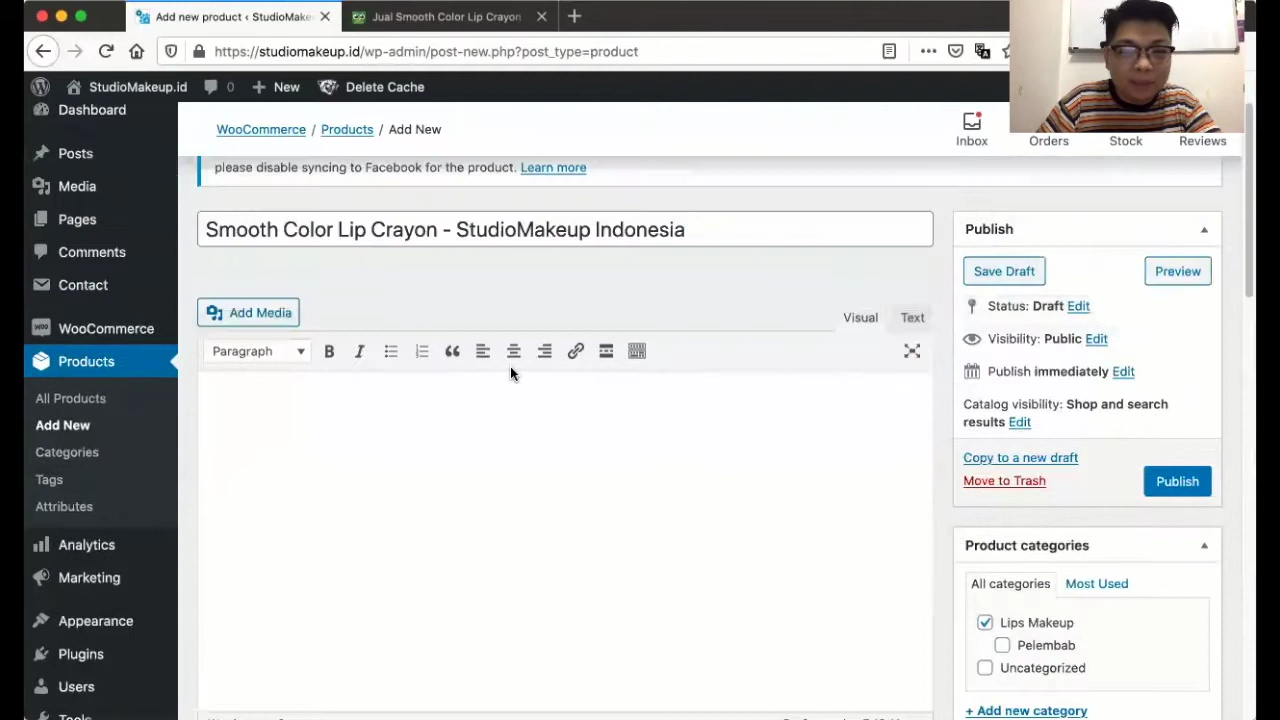 Add new product ‹ StudioMake
Jual Smooth Color Lip Crayon
https://studiomakeup.id/wp-admin/post-new.php?post_type=product
StudioMakeup.id
0
New
Delete Cache
Dashboard
Posts
Media
Pages
Comments
Contact
WooCommerce
Products
All Products
Add New
Categories
Tags
Attributes
Analytics
Marketing
Appearance
Plugins
Users
Tools
WooCommerce / Products / Add New
Inbox
Orders
Stock
Reviews
please disable syncing to Facebook for the product. Learn more
Smooth Color Lip Crayon - StudioMakeup Indonesia
Add Media
Visual
Text
Paragraph
B
I
Publish
Save Draft
Preview
Status: Draft Edit
Visibility: Public Edit
Publish immediately Edit
Catalog visibility: Shop and search
results Edit
Copy to a new draft
Move to Trash
Publish
Product categories
All categories
Most Used
Lips Makeup
Pelembab
Uncategorized
+ Add new category